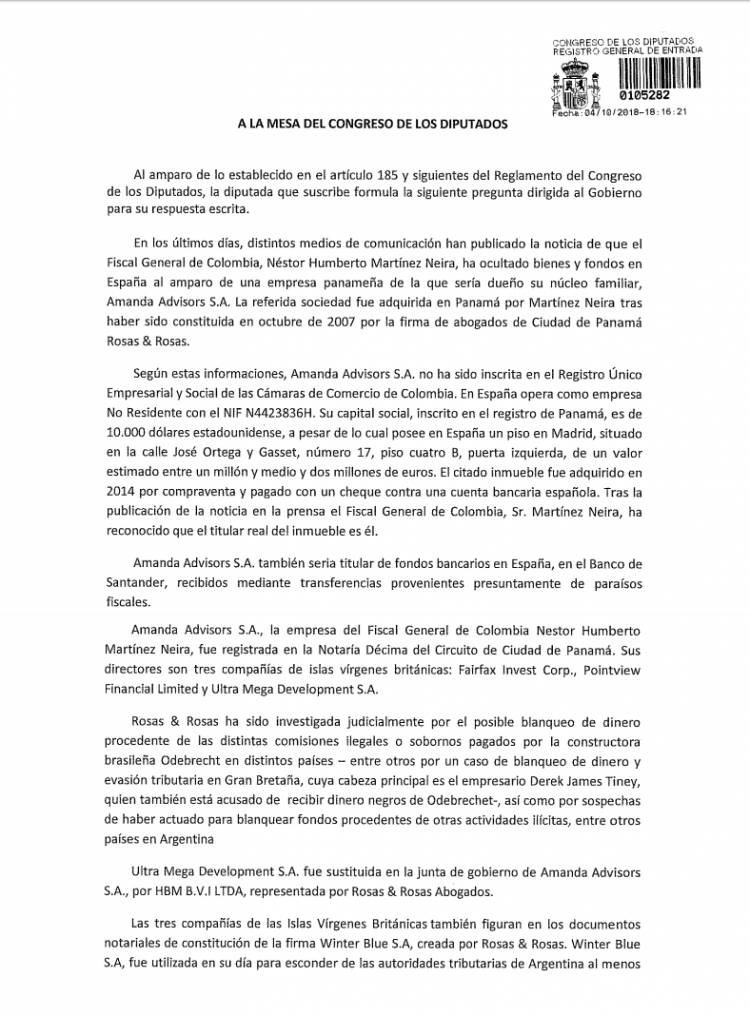 CONGRESO DE LOS DIPUTADOS
REGISTRO GENERAL DE ENTRADA
0105282
Fecha:04/10/2018-18:16:21
A LA MESA DEL CONGRESO DE LOS DIPUTADOS
Al amparo de lo establecido en el artículo 185 y siguientes del Reglamento del Congreso
de los Diputados, la diputada que suscribe formula la siguiente pregunta dirigida al Gobierno
para su respuesta escrita.
En los últimos días, distintos medios de comunicación han publicado la noticia de que el
Fiscal General de Colombia, Néstor Humberto Martínez Neira, ha ocultado bienes y fondos en
España al amparo de una empresa panameña de la que sería dueño su núcleo familiar,
Amanda Advisors S.A. La referida sociedad fue adquirida en Panamá por Martínez Neira tras
haber sido constituida en octubre de 2007 por la firma de abogados de Ciudad de Panamá
Rosas & Rosas.
Según estas informaciones, Amanda Advisors S.A. no ha sido inscrita en el Registro Único
Empresarial y Social de las Cámaras de Comercio de Colombia. En España opera como empresa
No Residente con el NIF N4423836H. Su capital social, inscrito en el registro de Panamá, es de
10.000 dólares estadounidense, a pesar de lo cual posee en España un piso en Madrid, situado
en la calle José Ortega y Gasset, número 17, piso cuatro B, puerta izquierda, de un valor
estimado entre un millón y medio y dos millones de euros. El citado inmueble fue adquirido en
2014 por compraventa y pagado con un cheque contra una cuenta bancaria española. Tras la
publicación de la noticia en la prensa el Fiscal General de Colombia, Sr. Martínez Neira, ha
reconocido que el titular real del inmueble es él.
Amanda Advisors S.A. también seria titular de fondos bancarios en España, en el Banco de
Santander, recibidos mediante transferencias provenientes presuntamente de paraísos
fiscales.
Amanda Advisors S.A., la empresa del Fiscal General de Colombia Nestor Humberto
Martínez Neira, fue registrada en la Notaría Décima del Circuito de Ciudad de Panamá. Sus
directores son tres compañías de islas vírgenes británicas: Fairfax Invest Corp., Pointview
Financial Limited y Ultra Mega Development S.A.
Rosas & Rosas ha sido investigada judicialmente por el posible blanqueo de dinero
procedente de las distintas comisiones ilegales o sobornos pagados por la constructora
brasileña Odebrecht en distintos países – entre otros por un caso de blanqueo de dinero y
evasión tributaria en Gran Bretaña, cuya cabeza principal es el empresario Derek James Tiney,
quien también está acusado de recibir dinero negros de Odebrechet-, así como por sospechas
de haber actuado para blanquear fondos procedentes de otras actividades ilícitas, entre otros
países en Argentina
Ultra Mega Development S.A. fue sustituida en la junta de gobierno de Amanda Advisors
S.A., por HBM B.V.I LTDA, representada por Rosas & Rosas Abogados.
Las tres compañías de las Islas Vírgenes Británicas también figuran en los documentos
notariales de constitución de la firma Winter Blue S.A, creada por Rosas & Rosas. Winter Blue
S.A, fue utilizada en su día para esconder de las autoridades tributarias de Argentina al menos